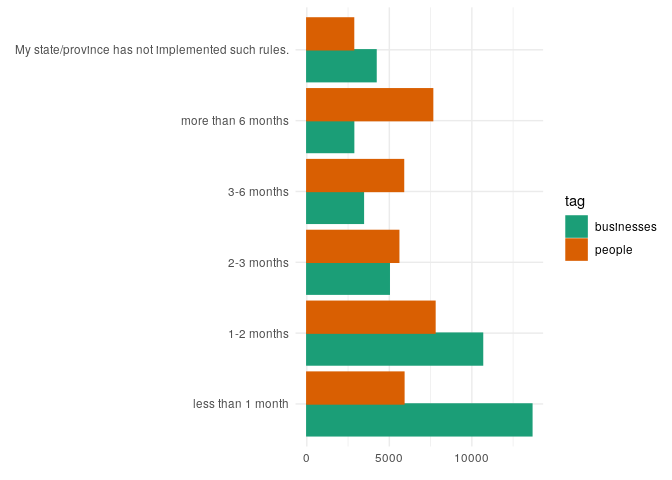 My state/province has not implemented such rules.
more than 6 months
3-6 months
2-3 months
1-2 months
less than 1 month
0 5000 10000
tag
businesses
people